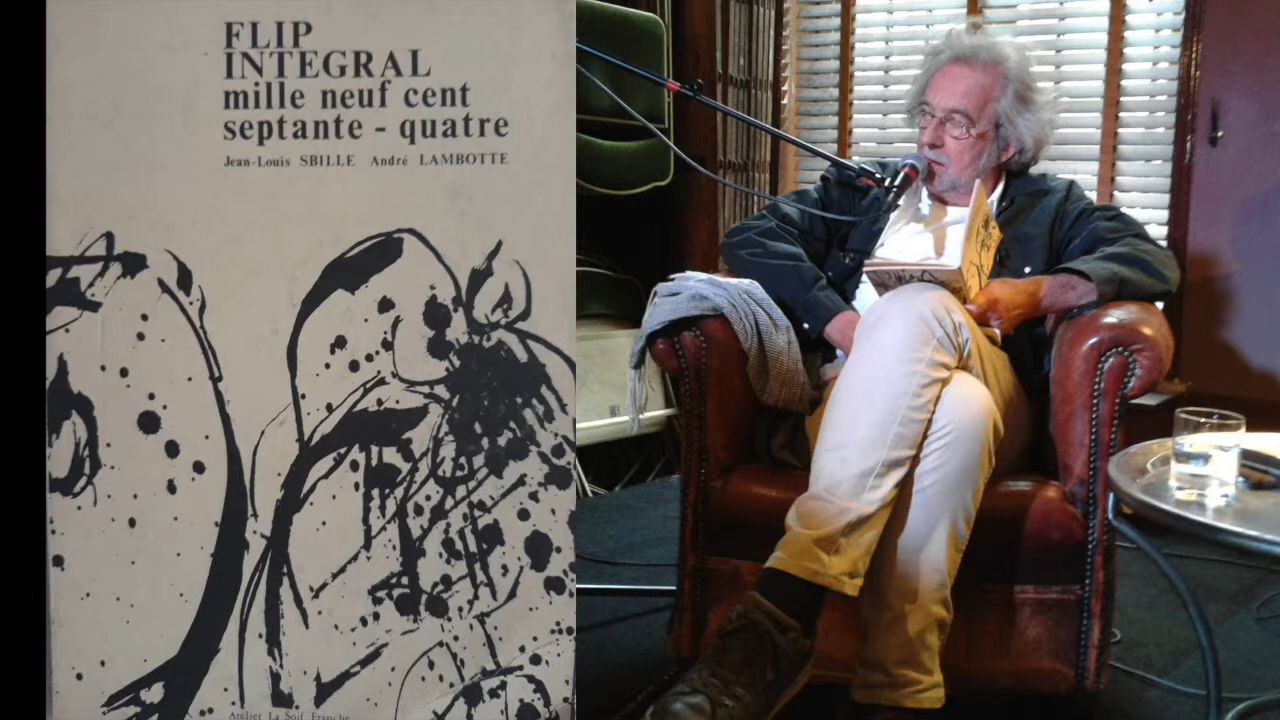 FLIP
INTEGRAL
mille neuf cent
septante - quatre
Jean-Louis SBILLE André LAMBOTTE
Atelier La Soif Franche